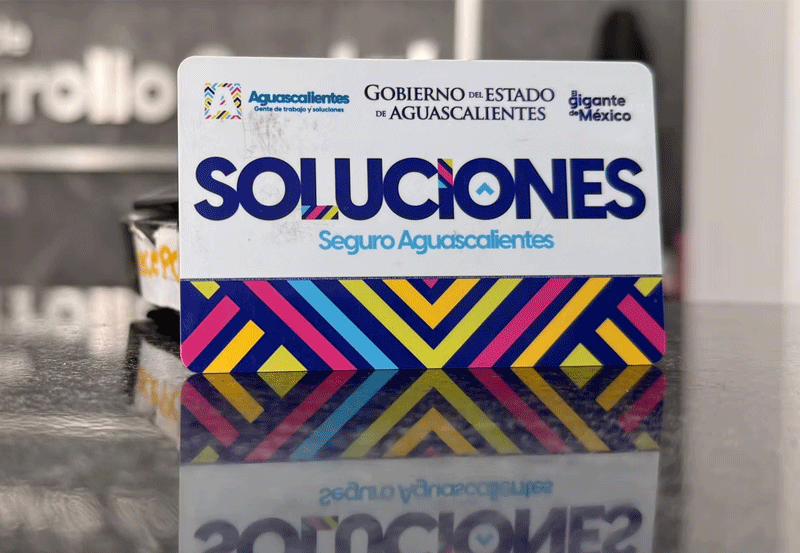 Aguascalientes
Gente de trabajo y soluciones
GOBIERNO DEL ESTADO
DE AGUASCALIENTES
El
gigante
de México
SOLUCIONES
Seguro Aguascalientes